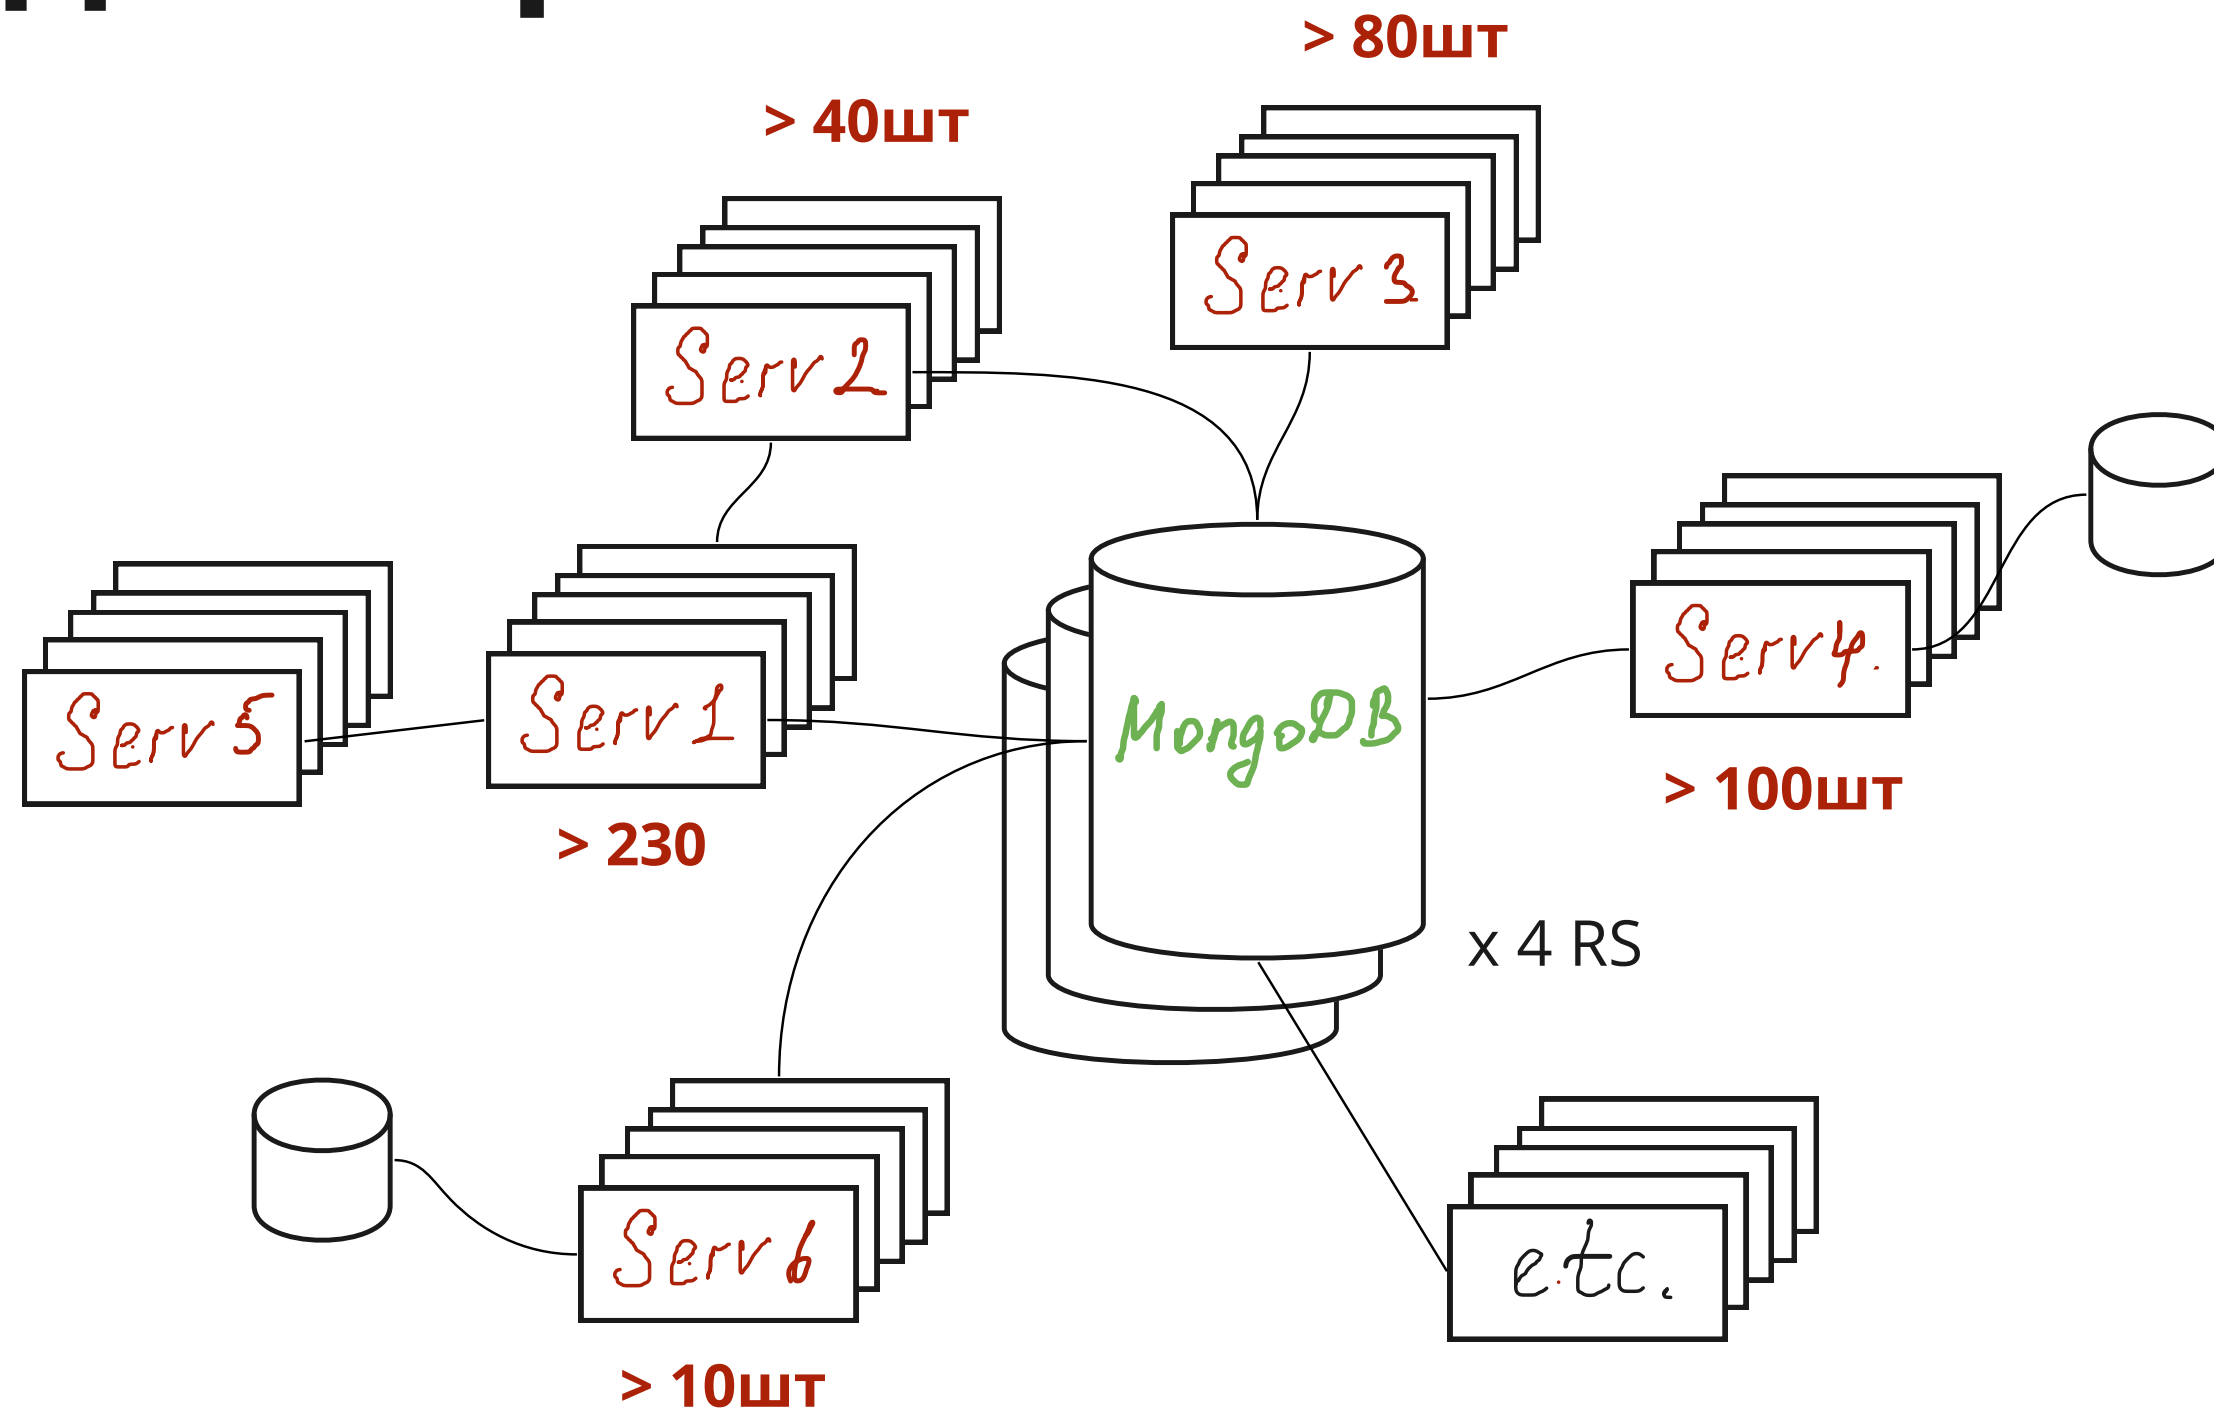 > 80шт
> 40шт
Serv 3
Serv 2
Serv 4.
Serv 5
Serv 1
MongoDB
> 100шт
> 230
x 4 RS
Serv 6
etc.
> 10шт